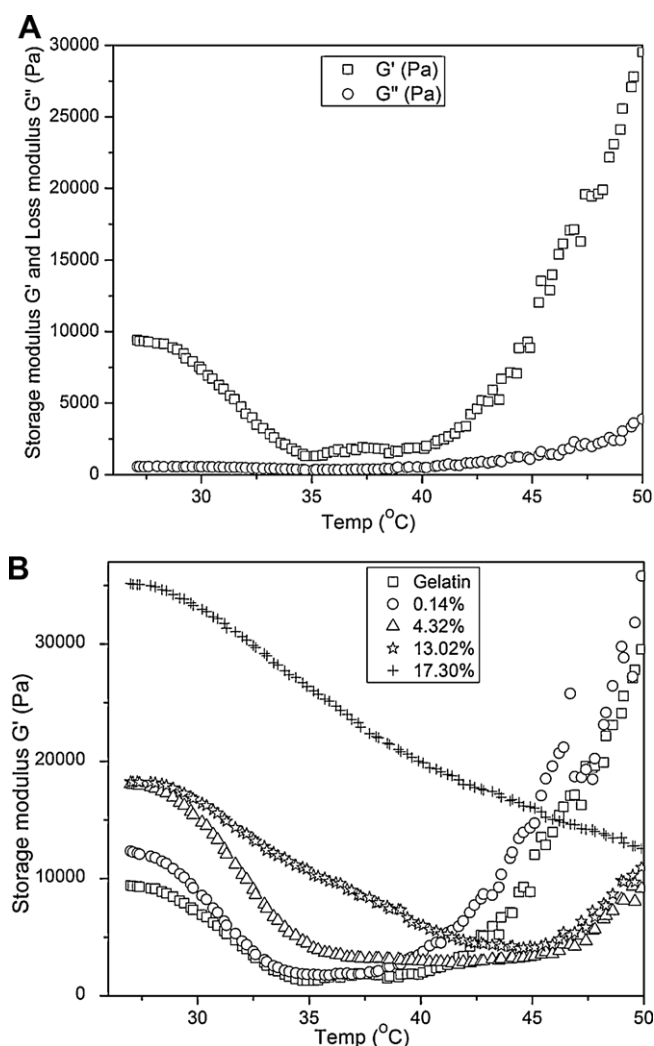 A
Storage modulus G' and Loss modulus G'' (Pa)
30000
25000
20000
15000
10000
5000
0
G' (Pa)
G'' (Pa)
30 35 40 45 50
Temp (°C)
B
Storage modulus G' (Pa)
30000
20000
10000
0
Gelatin
0.14%
4.32%
13.02%
17.30%
30 35 40 45 50
Temp (°C)